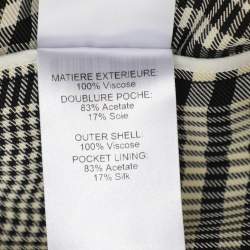 MATIERE EXTERIEURE:
100% Viscose
DOUBLURE POCHE:
83% Acetate
17% Soie
OUTER SHELL:
100% Viscose
POCKET LINING:
83% Acetate
17% Silk